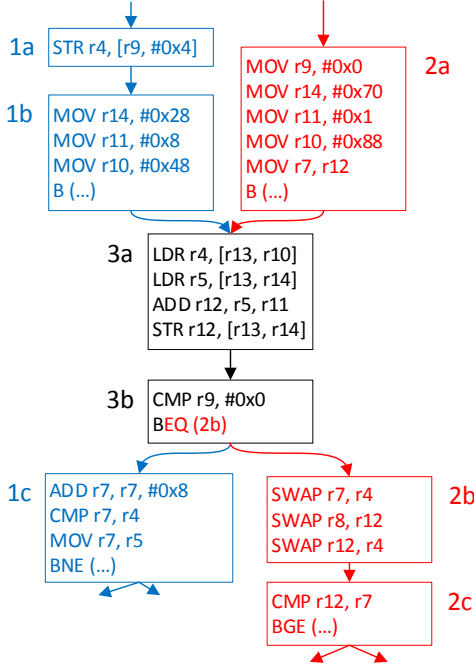 1a
STR r4, [r9, #0x4]
1b
MOV r14, #0x28
MOV r11, #0x8
MOV r10, #0x48
B (...)
2a
MOV r9, #0x0
MOV r14, #0x70
MOV r11, #0x1
MOV r10, #0x88
MOV r7, r12
B (...)
3a
LDR r4, [r13, r10]
LDR r5, [r13, r14]
ADD r12, r5, r11
STR r12, [r13, r14]
3b
CMP r9, #0x0
BEQ (2b)
1c
ADD r7, r7, #0x8
CMP r7, r4
MOV r7, r5
BNE (...)
2b
SWAP r7, r4
SWAP r8, r12
SWAP r12, r4
2c
CMP r12, r7
BGE (...)